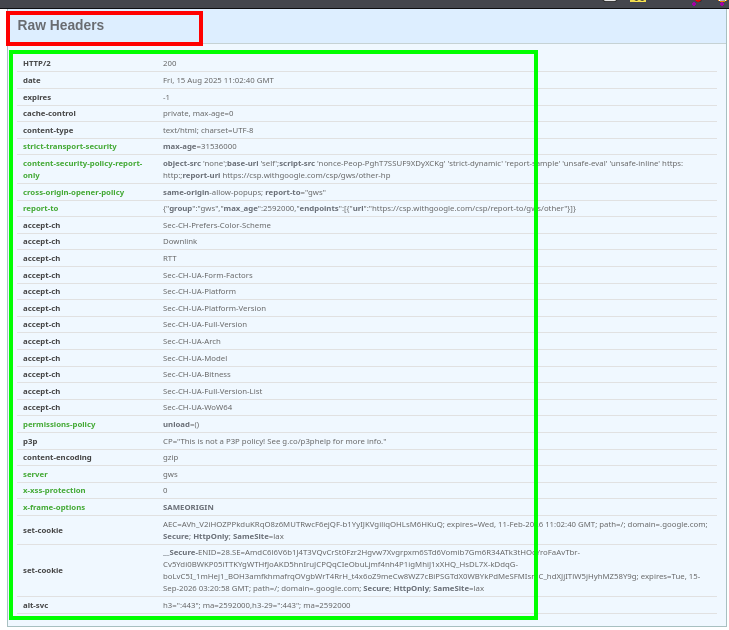 Raw Headers
HTTP/2 200
date Fri, 15 Aug 2025 11:02:40 GMT
expires -1
cache-control private, max-age=0
content-type text/html; charset=UTF-8
strict-transport-security max-age=31536000
content-security-policy-report-only object-src 'none';base-uri 'self';script-src 'nonce-Peop-PghT7SSUF9XDyXCKg' 'strict-dynamic' 'report-sample' 'unsafe-eval' 'unsafe-inline' https:
http;report-uri https://csp.withgoogle.com/csp/gws/other-hp
cross-origin-opener-policy same-origin-allow-popups; report-to="gws"
report-to {"group":"gws","max_age":2592000,"endpoints":[{"url":"https://csp.withgoogle.com/csp/report-to/gws/other"}]}
accept-ch Sec-CH-Prefers-Color-Scheme
accept-ch Downlink
accept-ch RTT
accept-ch Sec-CH-UA-Form-Factors
accept-ch Sec-CH-UA-Platform
accept-ch Sec-CH-UA-Platform-Version
accept-ch Sec-CH-UA-Full-Version
accept-ch Sec-CH-UA-Arch
accept-ch Sec-CH-UA-Model
accept-ch Sec-CH-UA-Bitness
accept-ch Sec-CH-UA-Full-Version-List
accept-ch Sec-CH-UA-WoW64
permissions-policy unload=()
p3p CP="This is not a P3P policy! See g.co/p3phelp for more info."
content-encoding gzip
server gws
x-xss-protection 0
x-frame-options SAMEORIGIN
set-cookie expires=Wed, 11-Feb-2026 11:02:40 GMT; path=/; domain=.google.com;
Secure; HttpOnly; SameSite=lax
set-cookie expires=Tue, 15-
Sep-2026 03:20:58 GMT; path=/; domain=.google.com; Secure; HttpOnly; SameSite=lax
alt-svc h3=":443"; ma=2592000,h3-29=":443"; ma=2592000